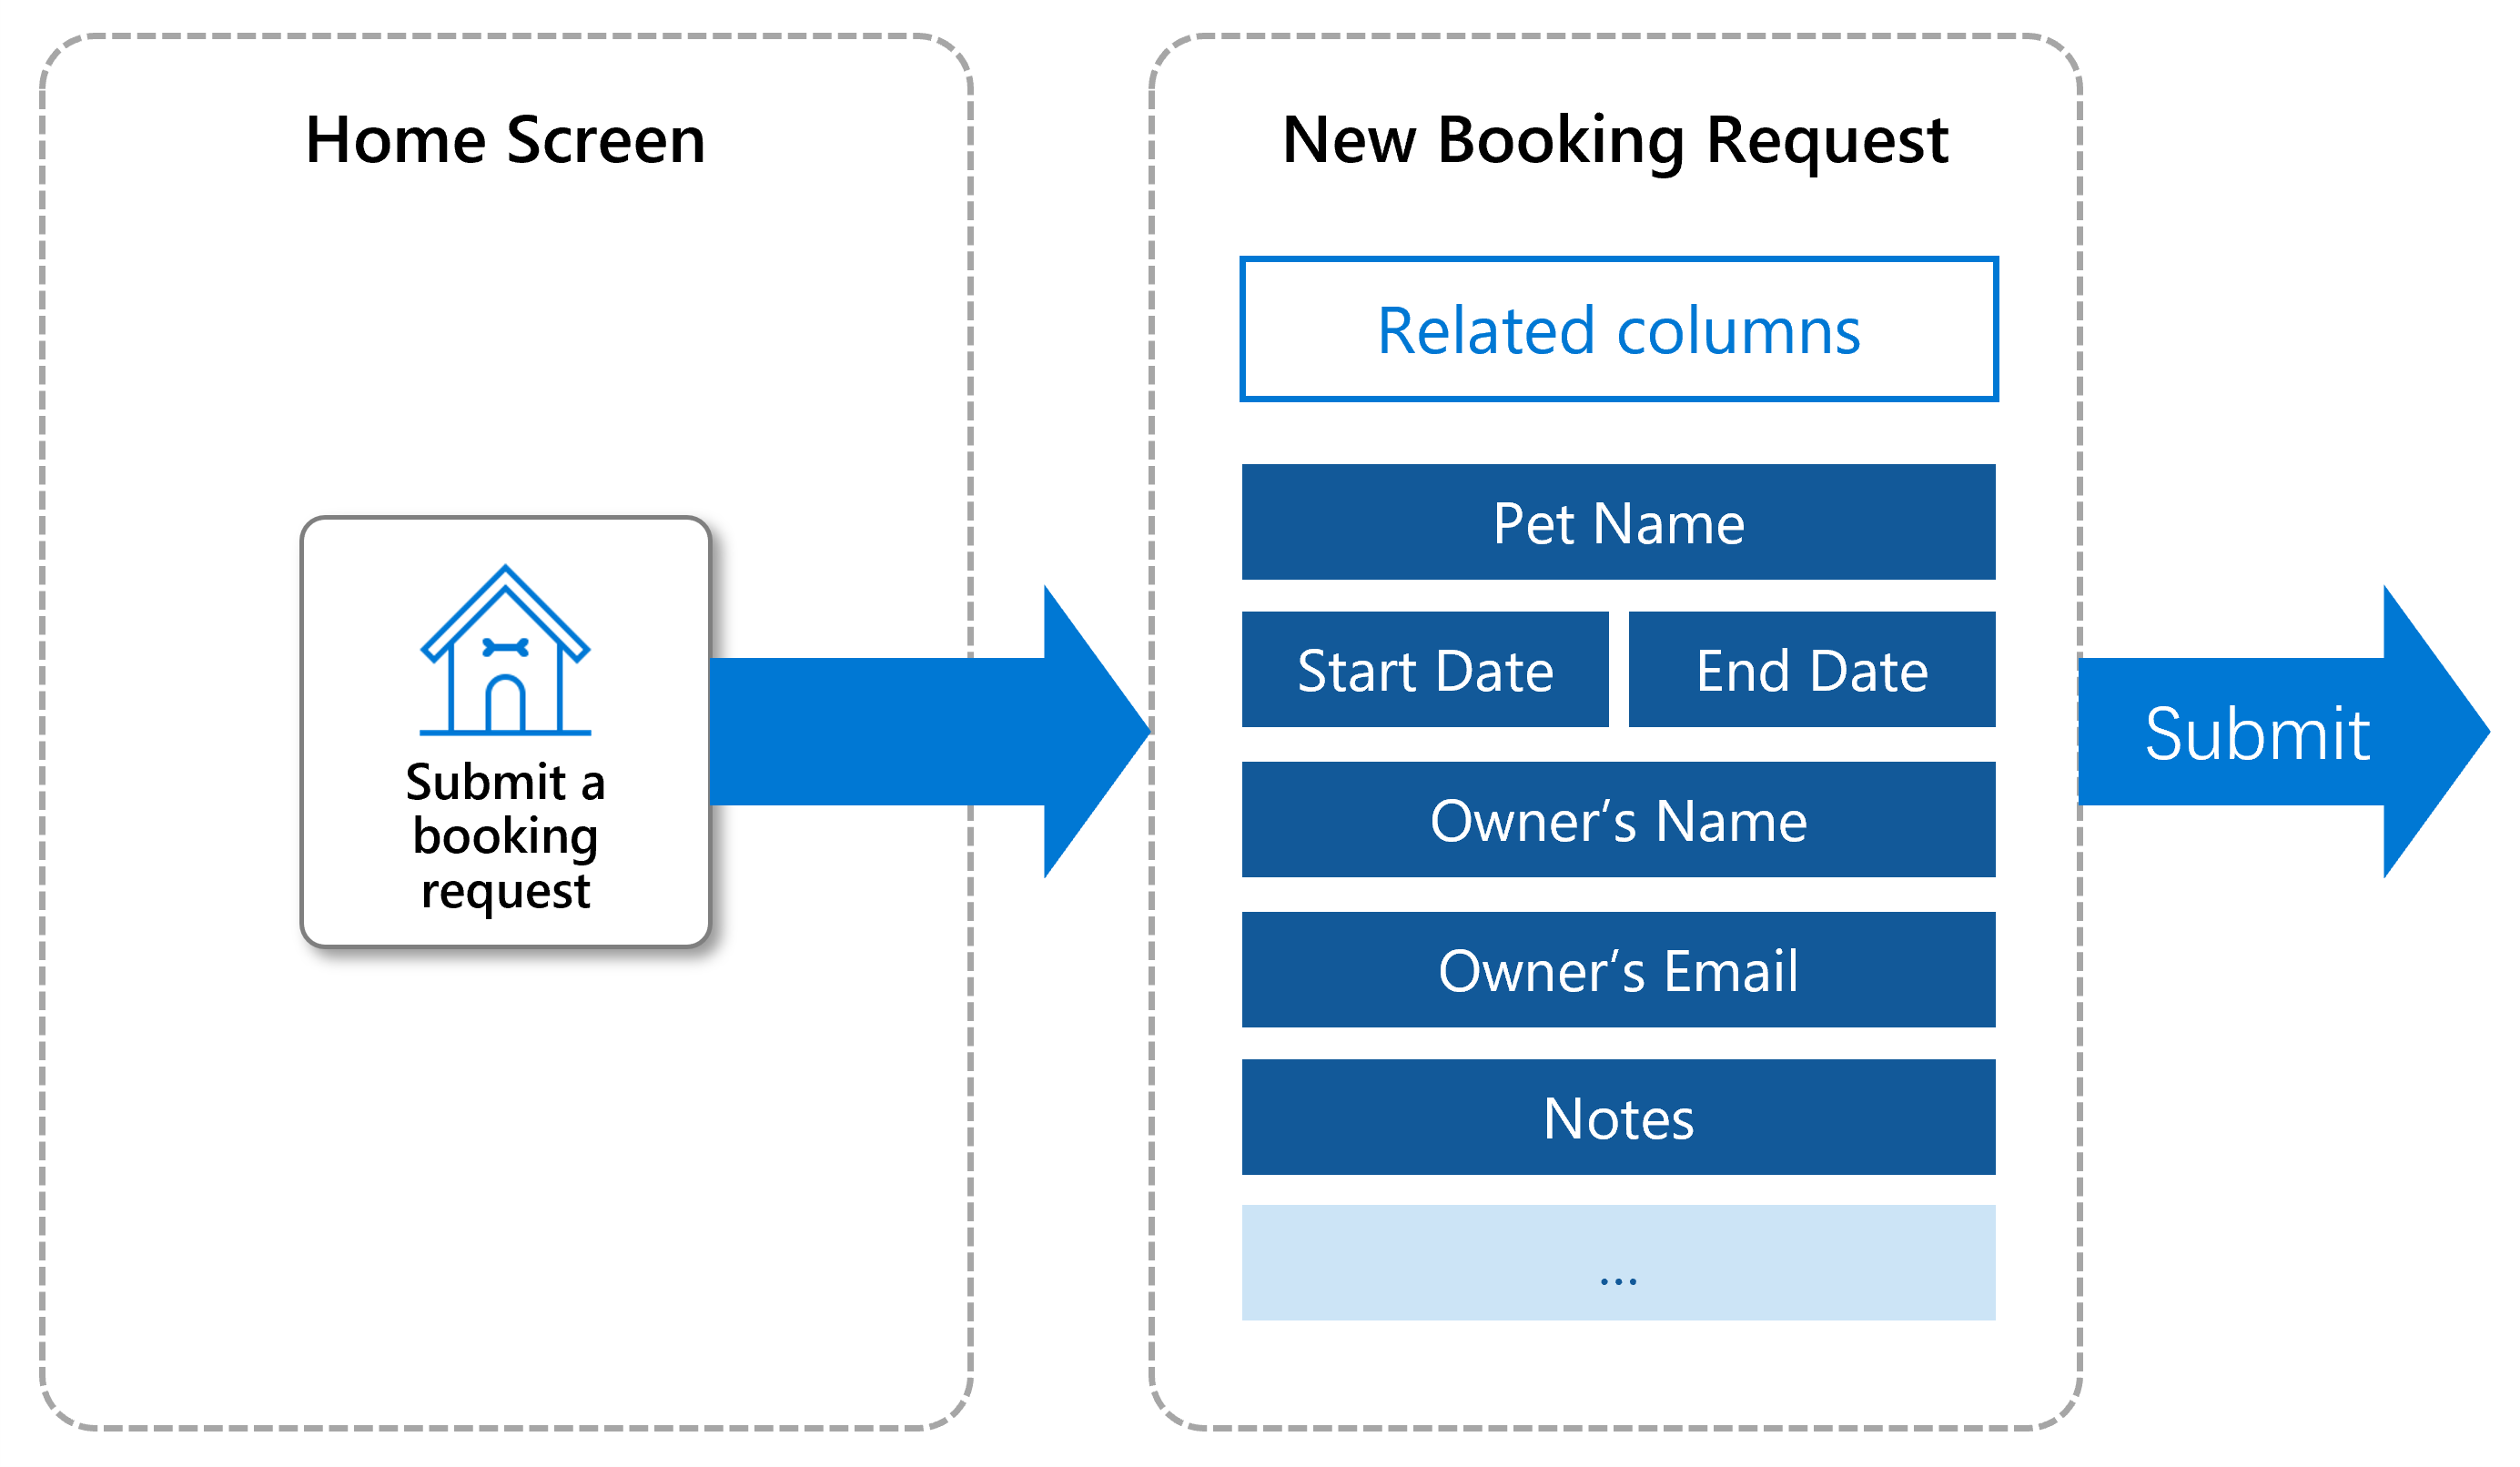 Home Screen
Submit a
booking
request
New Booking Request
Related columns
Pet Name
Start Date
End Date
Owner’s Name
Owner’s Email
Notes
...
Submit